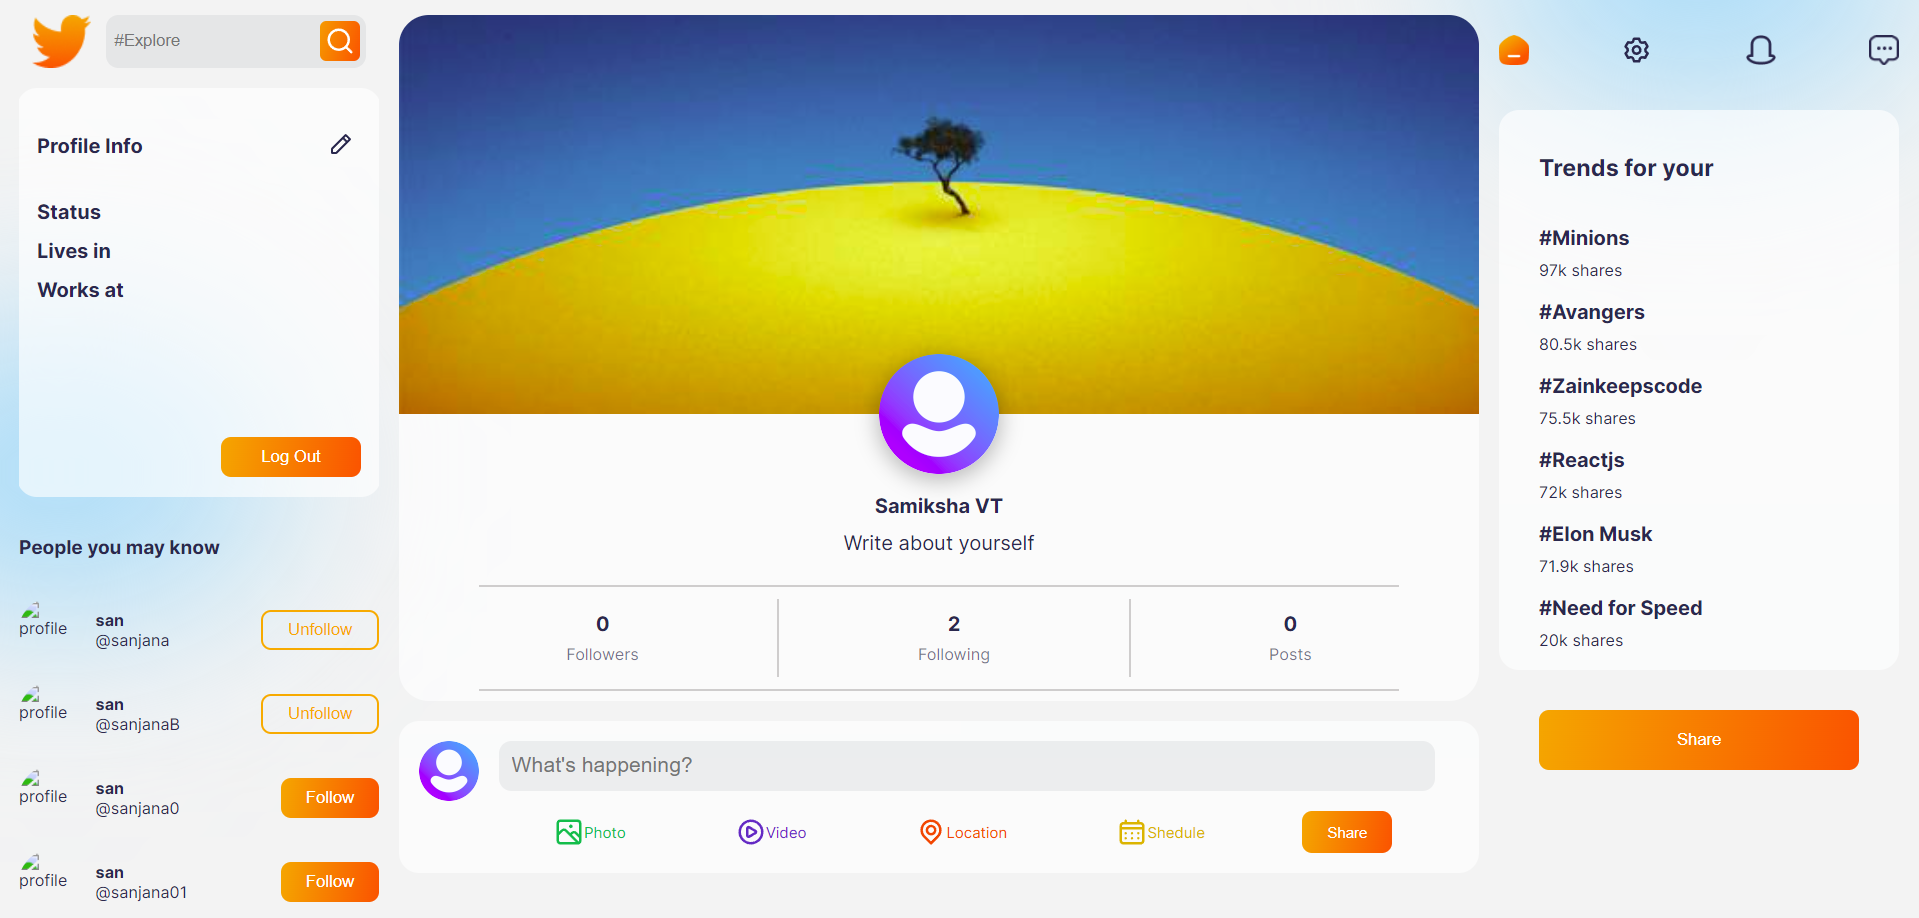 #Explore
Profile Info
Status
Lives in
Works at
Log Out
People you may know
profile
san
@sanjana
Unfollow
profile
san
@sanjanaB
Unfollow
profile
san
@sanjana0
Follow
profile
san
@sanjana01
Follow
Samiksha VT
Write about yourself
0
Followers
2
Following
0
Posts
What's happening?
Photo
Video
Location
Shedule
Share
Trends for your
#Minions
97k shares
#Avangers
80.5k shares
#Zainkeepscode
75.5k shares
#Reactjs
72k shares
#Elon Musk
71.9k shares
#Need for Speed
20k shares
Share